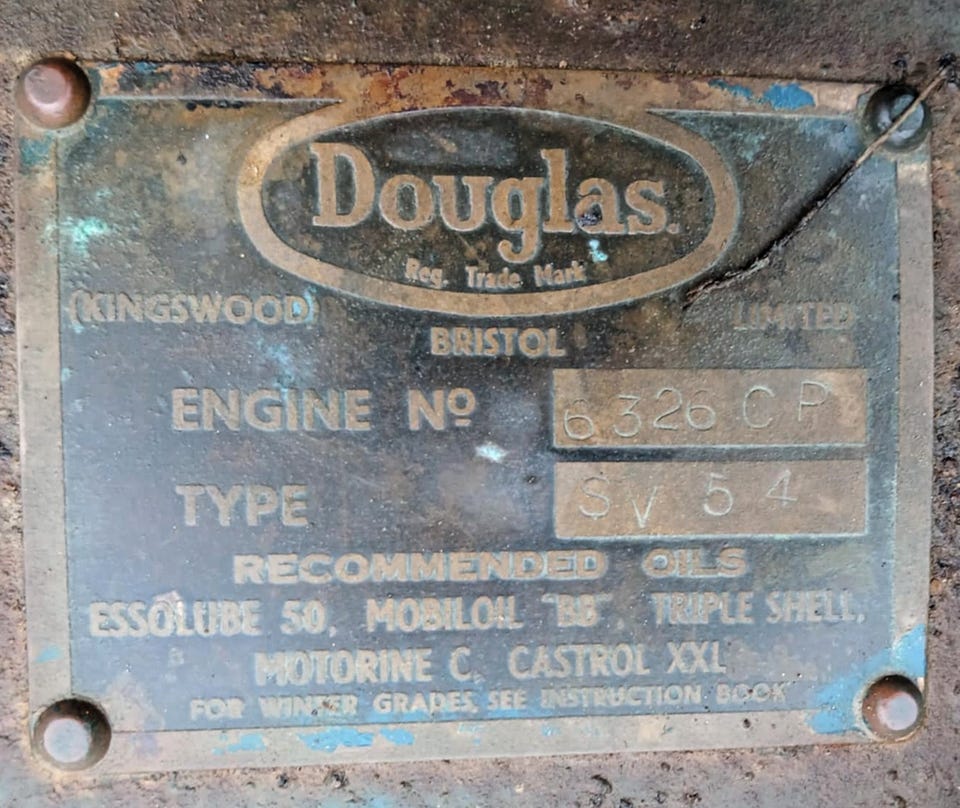 Douglas.
Reg. Trade Mark
(KINGSWOOD) LIMITED
BRISTOL
ENGINE Nº 6326 CP
TYPE SV 54
RECOMMENDED OILS
ESSOLUBE 50, MOBILOIL "BB", TRIPLE SHELL,
MOTORINE C, CASTROL XXL
FOR WINTER GRADES, SEE INSTRUCTION BOOK